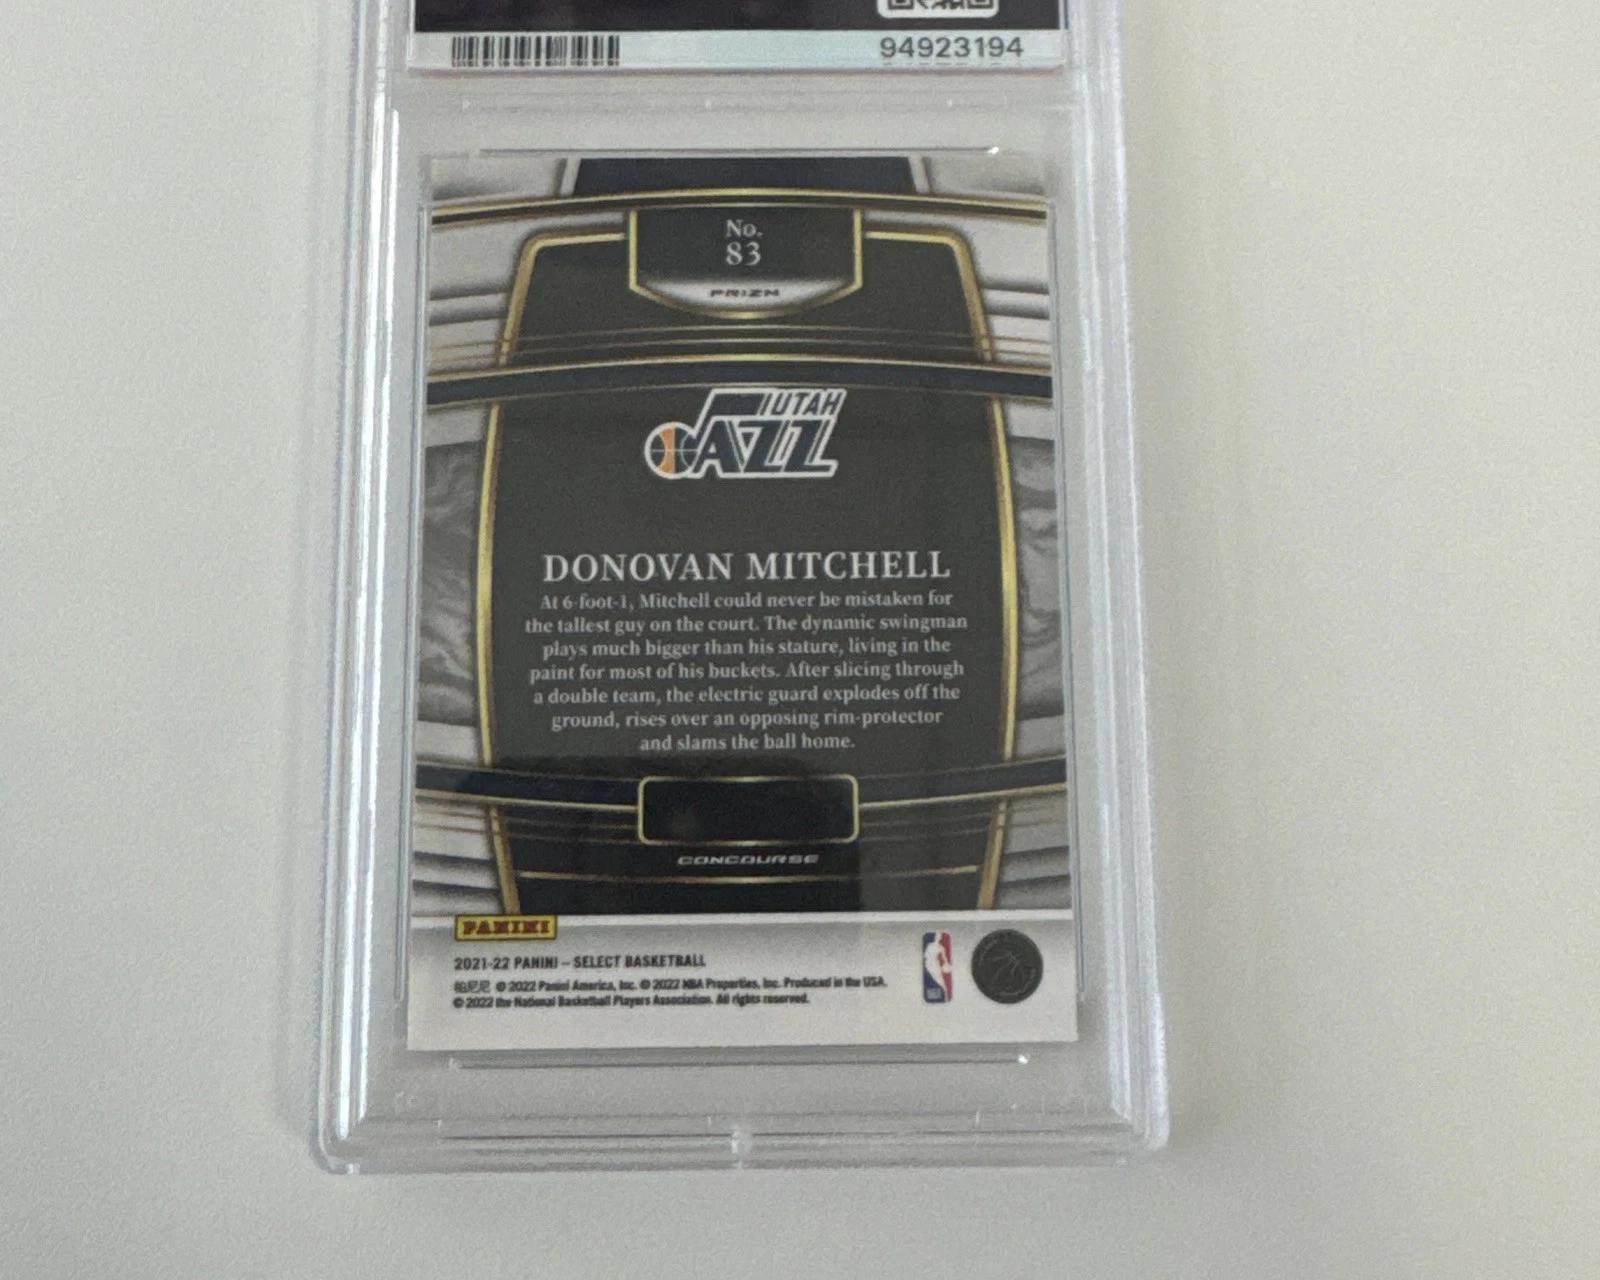 94923194
No.
83
PRIZM
UTAH
JAZZ
DONOVAN MITCHELL
At 6-foot-1, Mitchell could never be mistaken for
the tallest guy on the court. The dynamic swingman
plays much bigger than his stature, living in the
paint for most of his buckets. After slicing through
a double team, the electric guard explodes off the
ground, rises over an opposing rim-protector
and slams the ball home.
CONCOURSE
PANINI
2021-22 PANINI – SELECT BASKETBALL
帕尼尼 © 2022 Panini America, Inc. © 2022 NBA Properties, Inc. Produced in the USA.
© 2022 the National Basketball Players Association. All rights reserved.